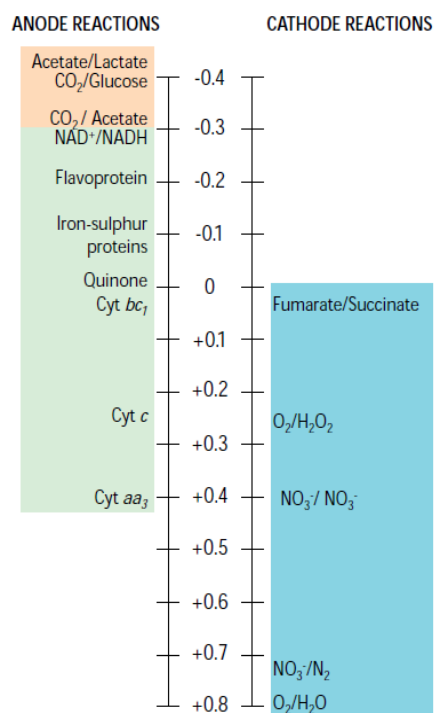 ANODE REACTIONS
CATHODE REACTIONS
Acetate/Lactate
CO₂/Glucose
CO₂/ Acetate
NAD⁺/NADH
Flavoprotein
Iron-sulphur
proteins
Quinone
Cyt bc₁
Cyt c
Cyt aa₃
-0.4
-0.3
-0.2
-0.1
0
+0.1
+0.2
+0.3
+0.4
+0.5
+0.6
+0.7
+0.8
Fumarate/Succinate
O₂/H₂O₂
NO₃⁻/ NO₃⁻
NO₃⁻/N₂
O₂/H₂O